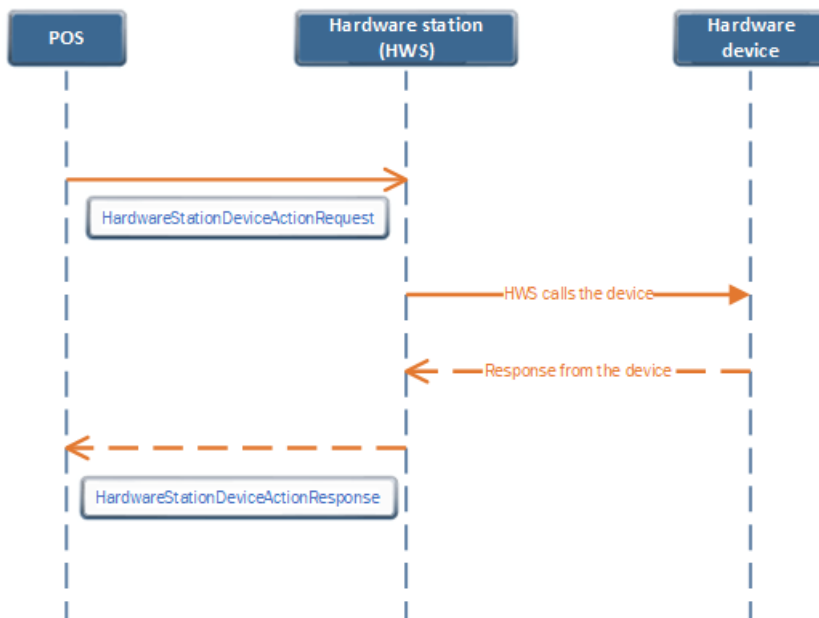 POS
Hardware station
(HWS)
Hardware
device
HardwareStationDeviceActionRequest
HWS calls the device
Response from the device
HardwareStationDeviceActionResponse